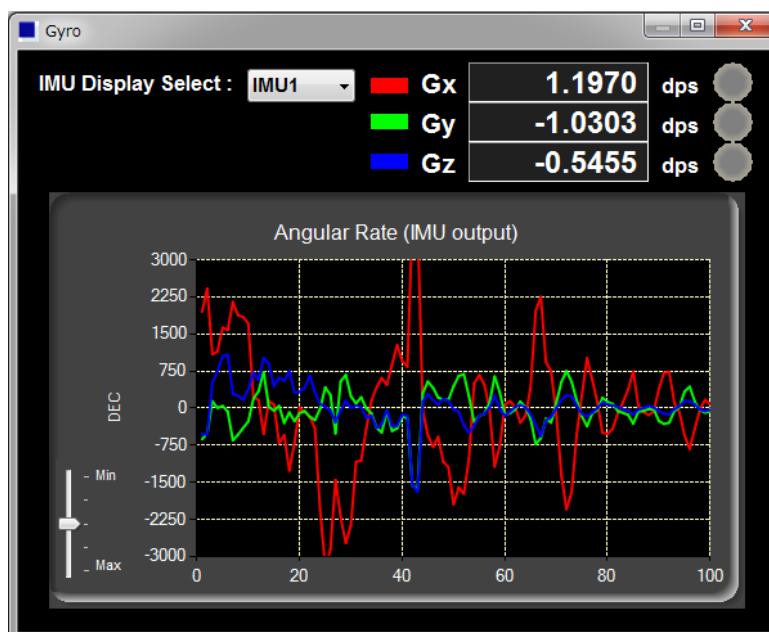 Gyro
IMU Display Select : IMU1
Gx 1.1970 dps
Gy -1.0303 dps
Gz -0.5455 dps
Angular Rate (IMU output)
3000
2250
1500
750
0
-750
-1500
-2250
-3000
DEC
Min
Max
0 20 40 60 80 100